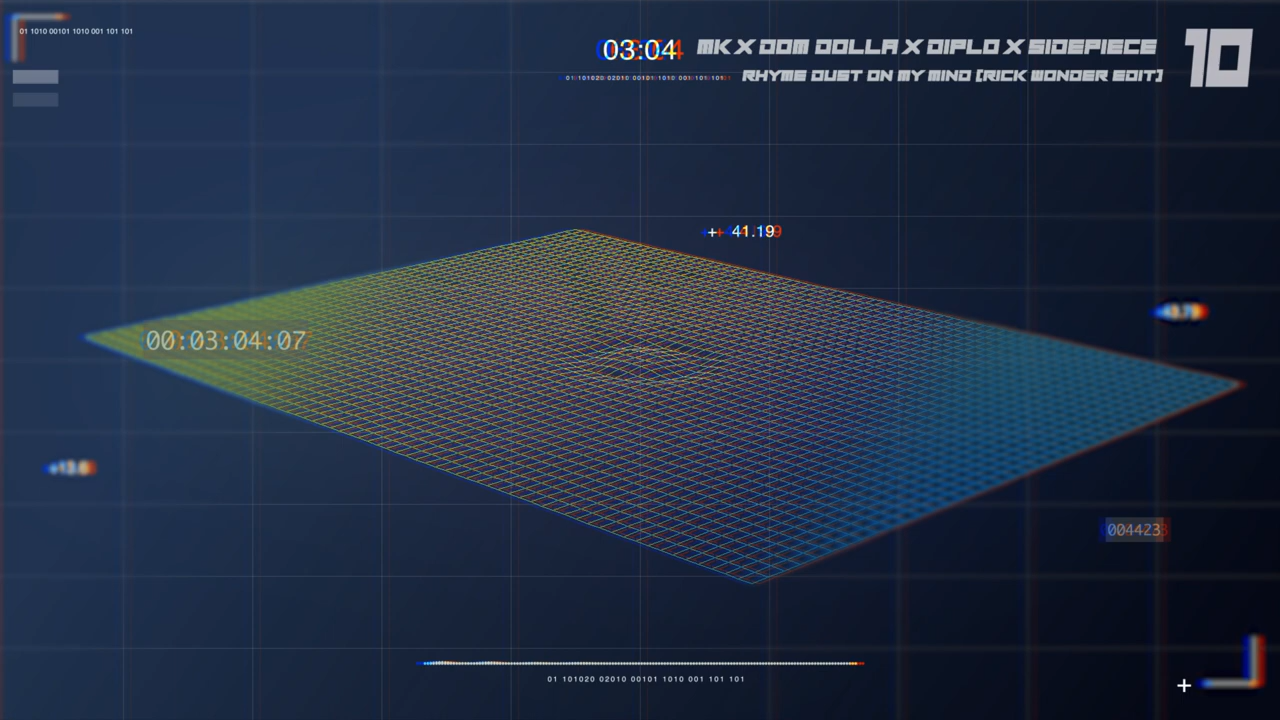 01 1010 00101 1010 001 101 101
03:04
MK X DOM DOLLA X DIPLO X SIDEPIECE
10
01 101020 02010 00101 1010 001 101 101
RHYME DUST ON MY MIND [RICK WONDER EDIT]
+ 41.19
00:03:04:07
004423
01 101020 02010 00101 1010 001 101 101
+